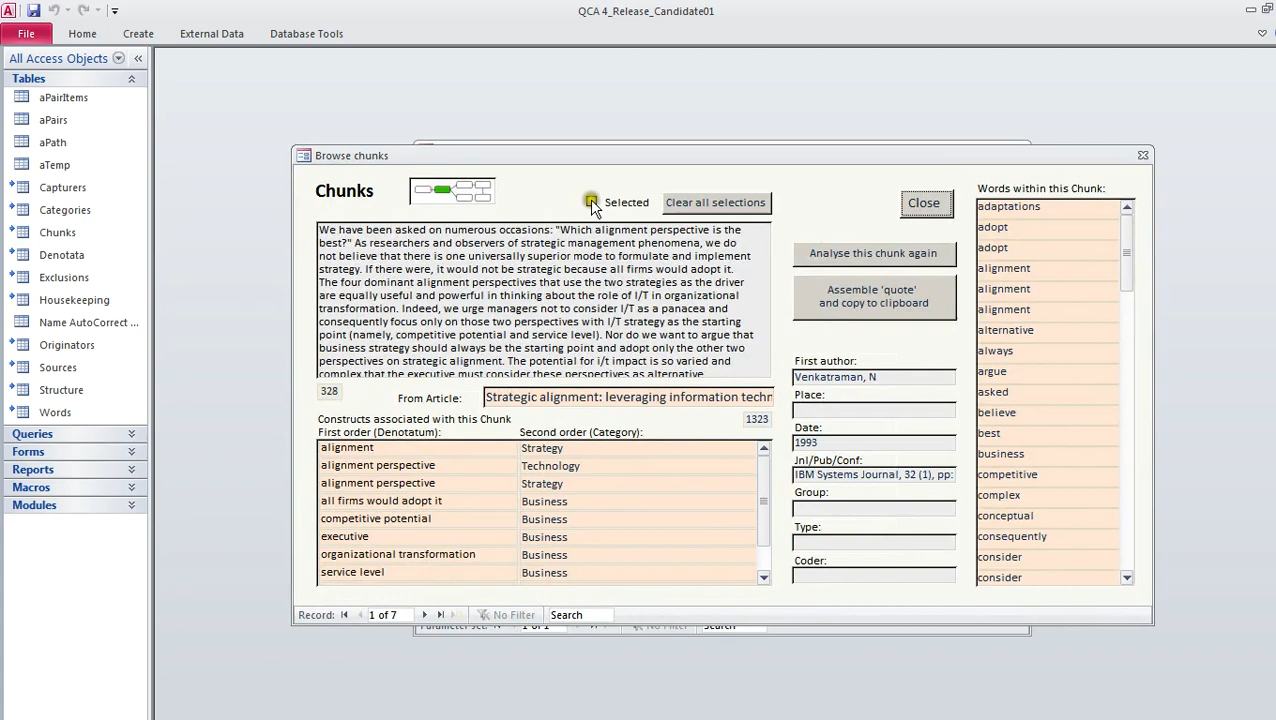 QCA 4_Release_Candidate01
File
Home
Create
External Data
Database Tools
All Access Objects
Tables
aPairItems
aPairs
aPath
aTemp
Capturers
Categories
Chunks
Denotata
Exclusions
Housekeeping
Name AutoCorrect ...
Originators
Sources
Structure
Words
Queries
Forms
Reports
Macros
Modules
Browse chunks
Chunks
Selected
Clear all selections
Close
We have been asked on numerous occasions: "Which alignment perspective is the
best?" As researchers and observers of strategic management phenomena, we do
not believe that there is one universally superior mode to formulate and implement
strategy. If there were, it would not be strategic because all firms would adopt it.
The four dominant alignment perspectives that use the two strategies as the driver
are equally useful and powerful in thinking about the role of I/T in organizational
transformation. Indeed, we urge managers not to consider I/T as a panacea and
consequently focus only on those two perspectives with I/T strategy as the starting
point (namely, competitive potential and service level). Nor do we want to argue that
business strategy should always be the starting point and adopt only the other two
perspectives on strategic alignment. The potential for i/t impact is so varied and
complex that the executive must consider these perspectives as alternative
328
From Article:
Strategic alignment: leveraging information techn
Constructs associated with this Chunk
1323
First order (Denotatum):
Second order (Category):
alignment
Strategy
alignment perspective
Technology
alignment perspective
Strategy
all firms would adopt it
Business
competitive potential
Business
executive
Business
organizational transformation
Business
service level
Business
Analyse this chunk again
Assemble 'quote'
and copy to clipboard
First author:
Venkatraman, N
Place:
Date:
1993
Jnl/Pub/Conf:
IBM Systems Journal, 32 (1), pp:
Group:
Type:
Coder:
Words within this Chunk:
adaptations
adopt
adopt
alignment
alignment
alignment
alternative
always
argue
asked
believe
best
business
competitive
complex
conceptual
consequently
consider
consider
Record:
1 of 7
No Filter
Search